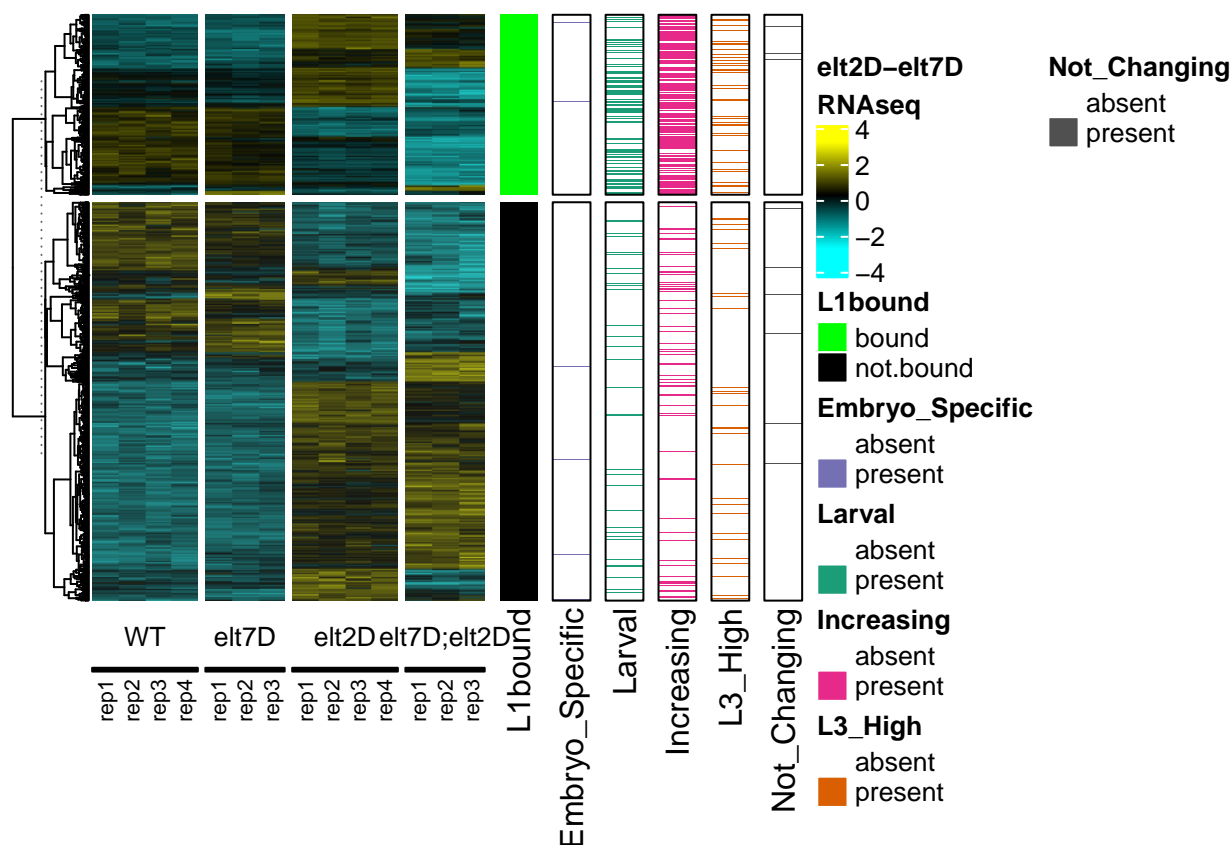 WT
elt7D
elt2D
elt7D;elt2D
rep1
rep2
rep3
rep4
rep1
rep2
rep3
rep1
rep2
rep3
rep4
rep1
rep2
rep3
L1bound
Embryo_Specific
Larval
Increasing
L3_High
Not_Changing
elt2D−elt7D
RNAseq
4
2
0
−2
−4
L1bound
bound
not.bound
Embryo_Specific
absent
present
Larval
absent
present
Increasing
absent
present
L3_High
absent
present
Not_Changing
absent
present